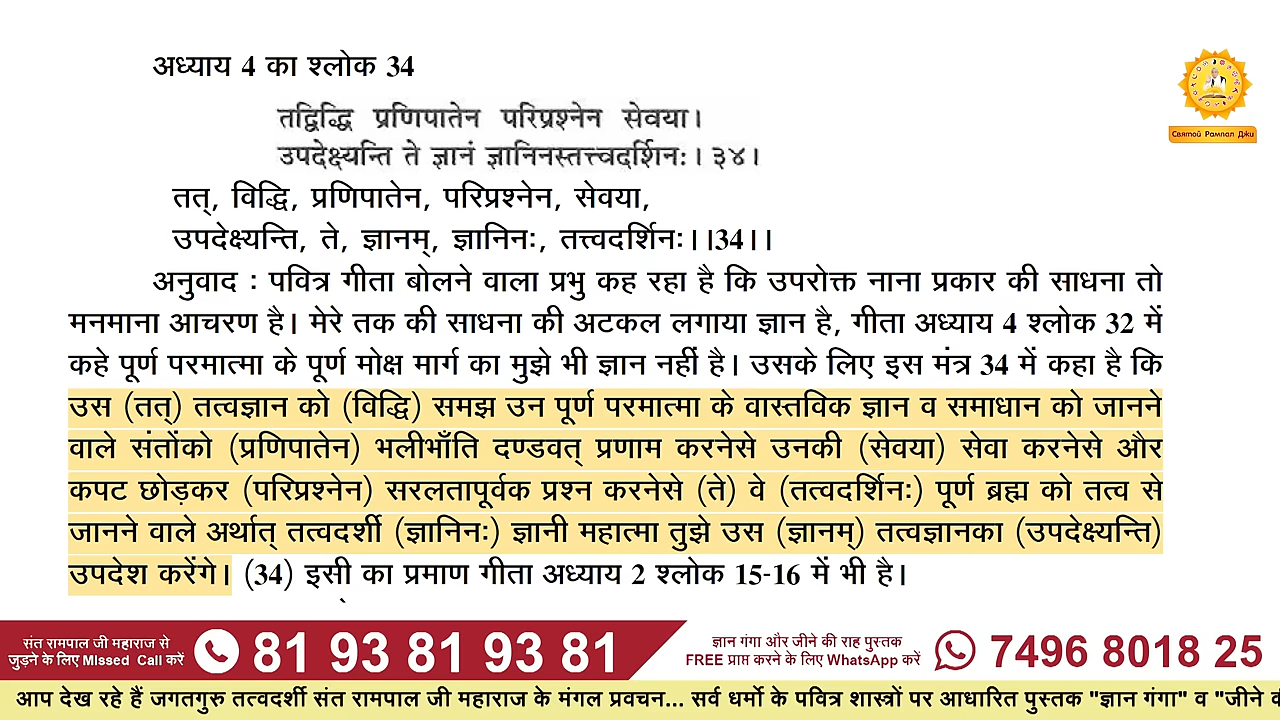 अध्याय 4 का श्लोक 34
तद्विद्धि प्रणिपातेन परिप्रश्नेन सेवया।
उपदेक्ष्यन्ति ते ज्ञानं ज्ञानिनस्तत्त्वदर्शिनः। ३४।
तत्, विद्धि, प्रणिपातेन, परिप्रश्नेन, सेवया,
उपदेक्ष्यन्ति, ते, ज्ञानम्, ज्ञानिनः, तत्त्वदर्शिनः।।34।।
अनुवाद : पवित्र गीता बोलने वाला प्रभु कह रहा है कि उपरोक्त नाना प्रकार की साधना तो
मनमाना आचरण है। मेरे तक की साधना की अटकल लगाया ज्ञान है, गीता अध्याय 4 श्लोक 32 में
कहे पूर्ण परमात्मा के पूर्ण मोक्ष मार्ग का मुझे भी ज्ञान नहीं है। उसके लिए इस मंत्र 34 में कहा है कि
उस (तत्) तत्वज्ञान को (विद्धि) समझ उन पूर्ण परमात्मा के वास्तविक ज्ञान व समाधान को जानने
वाले संतोंको (प्रणिपातेन) भलीभाँति दण्डवत् प्रणाम करनेसे उनकी (सेवया) सेवा करनेसे और
कपट छोड़कर (परिप्रश्नेन) सरलतापूर्वक प्रश्न करनेसे (ते) वे (तत्वदर्शिनः) पूर्ण ब्रह्म को तत्व से
जानने वाले अर्थात् तत्वदर्शी (ज्ञानिनः) ज्ञानी महात्मा तुझे उस (ज्ञानम्) तत्वज्ञानका (उपदेक्ष्यन्ति)
उपदेश करेंगे। (34) इसी का प्रमाण गीता अध्याय 2 श्लोक 15-16 में भी है।
Святой Рампал Джи
संत रामपाल जी महाराज से
जुड़ने के लिए Missed Call करें
81 93 81 93 81
ज्ञान गंगा और जीने की राह पुस्तक
FREE प्राप्त करने के लिए WhatsApp करें
7496 8018 25
आप देख रहे हैं जगतगुरु तत्वदर्शी संत रामपाल जी महाराज के मंगल प्रवचन... सर्व धर्मो के पवित्र शास्त्रों पर आधारित पुस्तक "ज्ञान गंगा" व "जीने